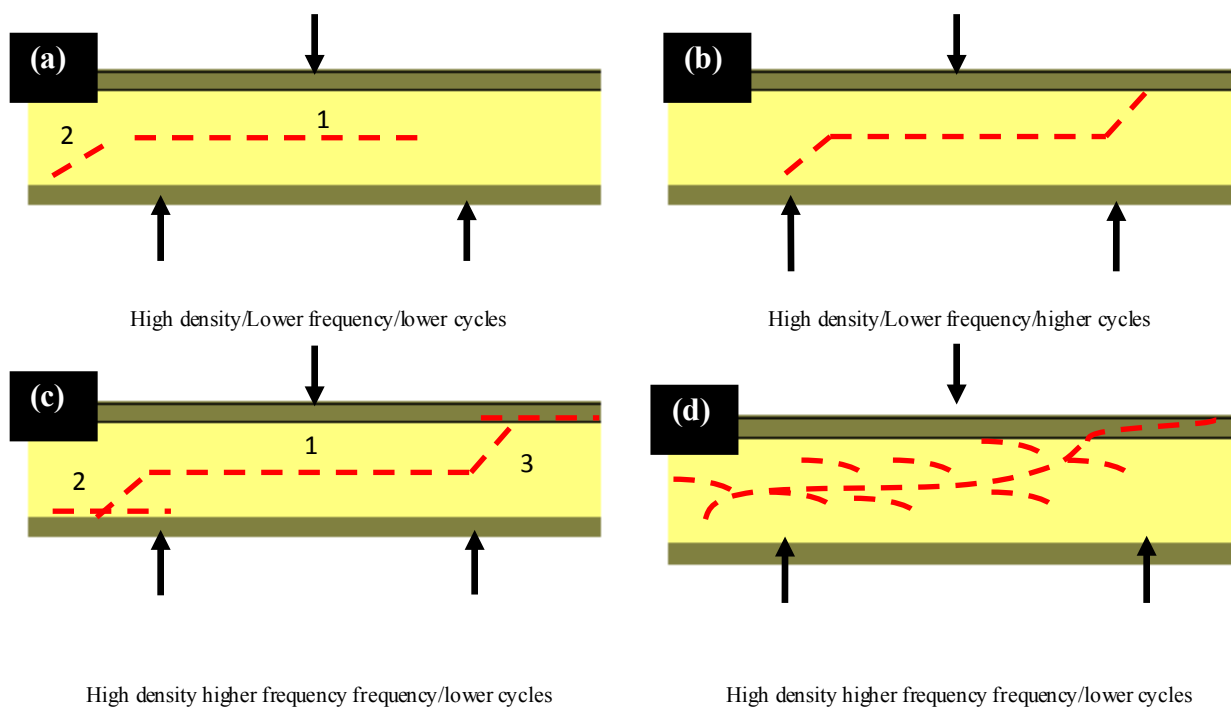 (a)
(b)
1
2
High density/Lower frequency/lower cycles
High density/Lower frequency/higher cycles
(c)
(d)
1
2
3
High density higher frequency frequency/lower cycles
High density higher frequency frequency/lower cycles